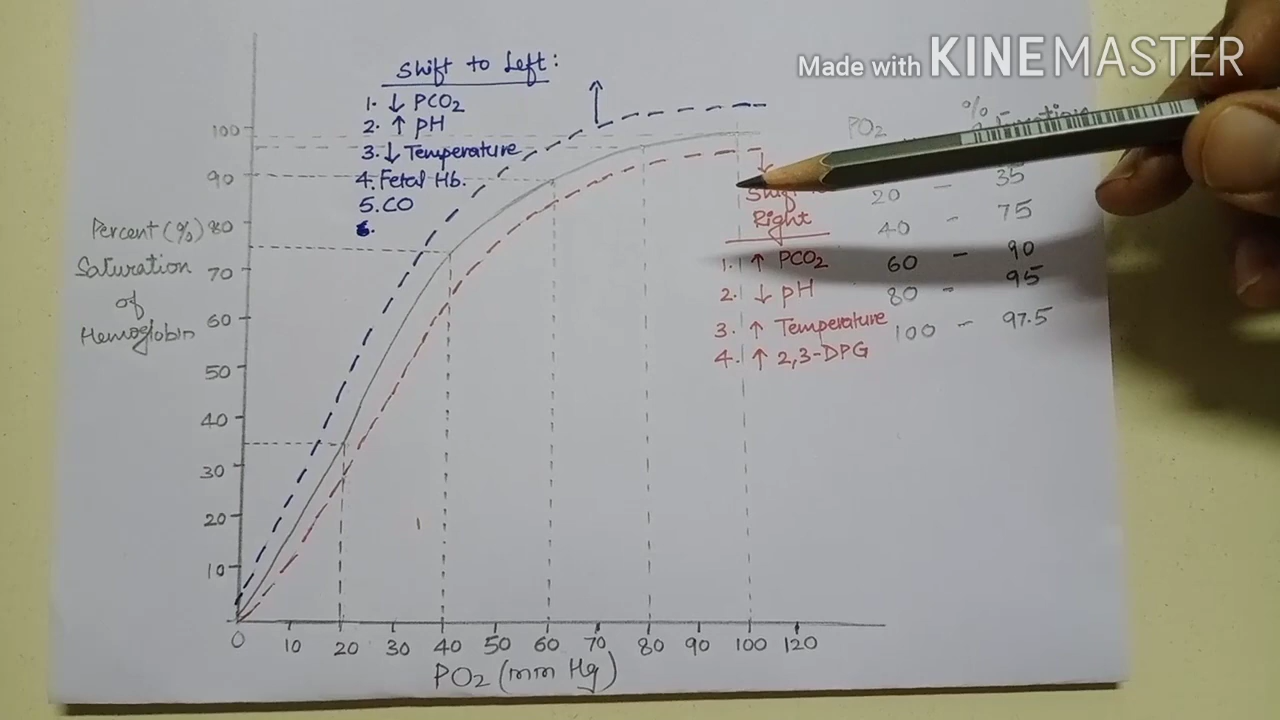 Made with KINEMASTER
Shift to Left:
1. ↓ PCO2
2. ↑ pH
3. ↓ Temperature
4. Fetal Hb.
5. CO
6.
Percent (%)
Saturation
of
Hemoglobin
100
90
80
70
60
50
40
30
20
10
0 10 20 30 40 50 60 70 80 90 100 120
PO2 (mm Hg)
Right
1. ↑ PCO2
2. ↓ pH
3. ↑ Temperature
4. ↑ 2,3-DPG
PO2 %
20 - 35
40 - 75
60 - 90
80 - 95
100 - 97.5